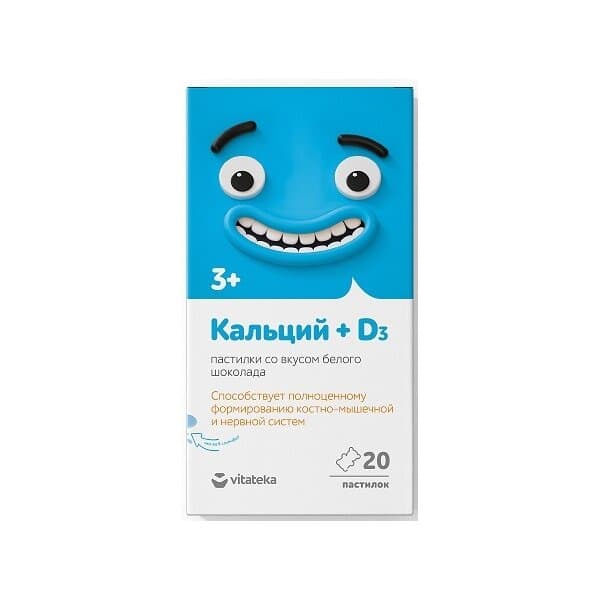 3+
Кальций + D3
пастилки со вкусом белого
шоколада
Способствует полноценному
формированию костно-мышечной
и нервной систем
vitateka
20
пастилок